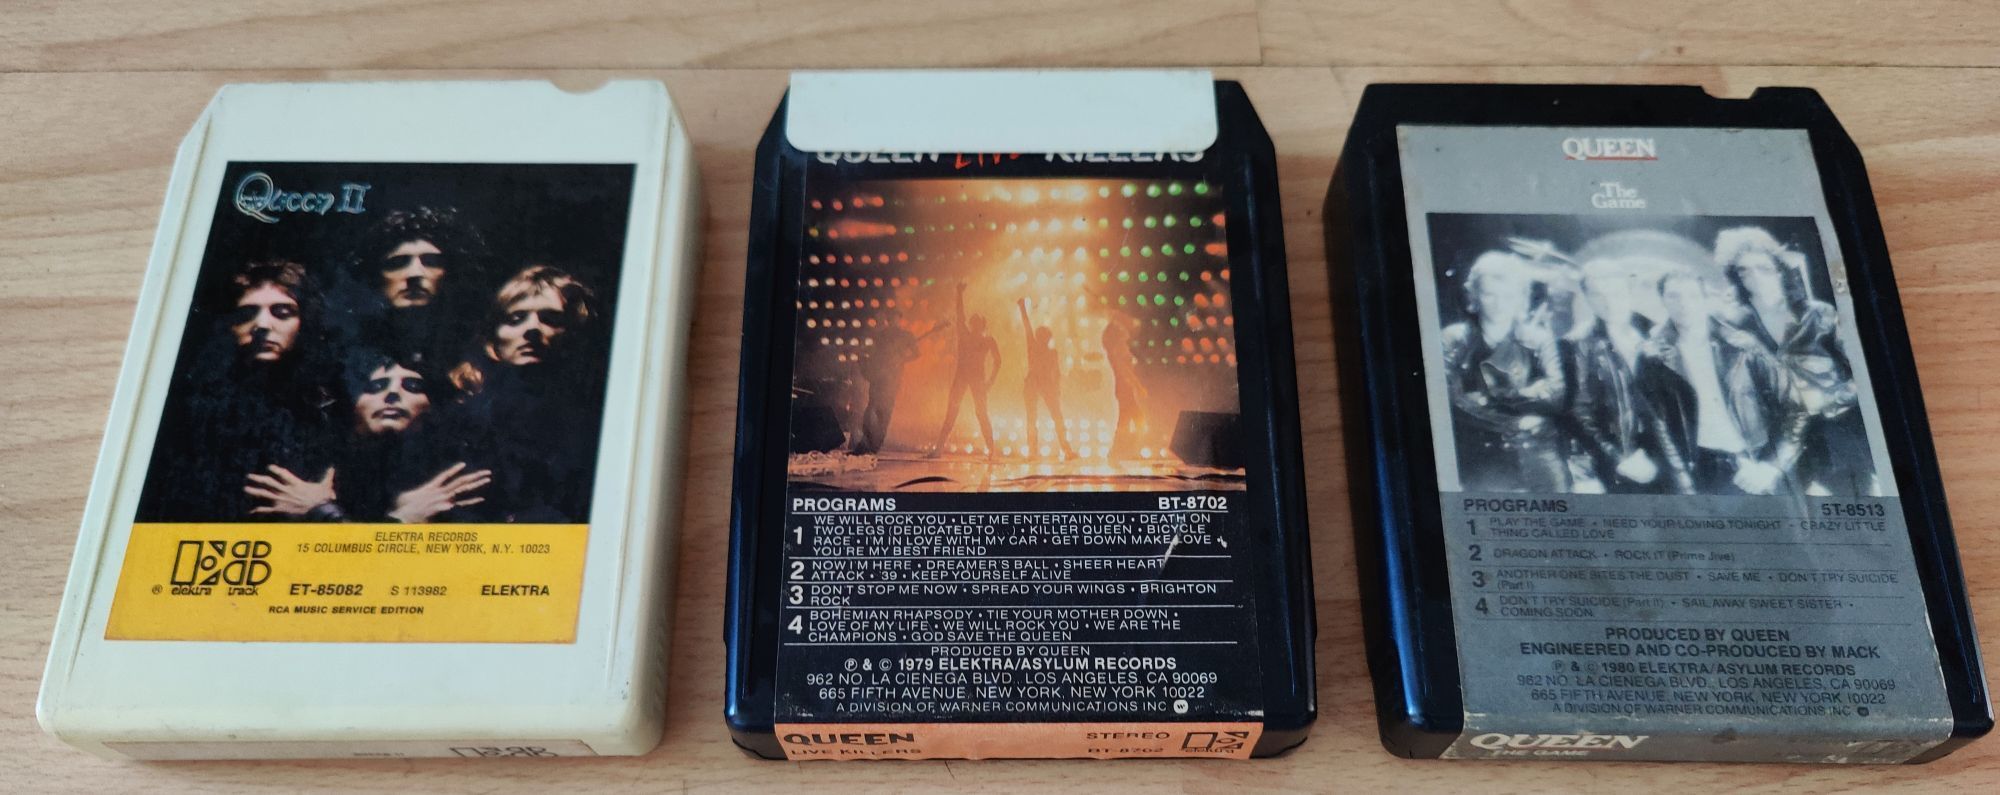 Queen II
ELEKTRA RECORDS
15 COLUMBUS CIRCLE, NEW YORK, N.Y. 10023
℗ elektra track ET-85082 S 113982 ELEKTRA
RCA MUSIC SERVICE EDITION
QUEEN LIVE KILLERS
PROGRAMS BT-8702
1 WE WILL ROCK YOU • LET ME ENTERTAIN YOU • DEATH ON
TWO LEGS (DEDICATED TO...) • KILLER QUEEN • BICYCLE
RACE • I'M IN LOVE WITH MY CAR • GET DOWN MAKE LOVE •
YOU'RE MY BEST FRIEND
2 NOW I'M HERE • DREAMER'S BALL • SHEER HEART
ATTACK • '39 • KEEP YOURSELF ALIVE
3 DON'T STOP ME NOW • SPREAD YOUR WINGS • BRIGHTON
ROCK
4 BOHEMIAN RHAPSODY • TIE YOUR MOTHER DOWN •
LOVE OF MY LIFE • WE WILL ROCK YOU • WE ARE THE
CHAMPIONS • GOD SAVE THE QUEEN
PRODUCED BY QUEEN
℗ & © 1979 ELEKTRA/ASYLUM RECORDS
962 NO. LA CIENEGA BLVD., LOS ANGELES, CA 90069
665 FIFTH AVENUE, NEW YORK, NEW YORK 10022
A DIVISION OF WARNER COMMUNICATIONS INC
QUEEN STEREO
LIVE KILLERS BT-8702 elektra
QUEEN
The
Game
PROGRAMS 5T-8513
1 PLAY THE GAME • NEED YOUR LOVING TONIGHT • CRAZY LITTLE
THING CALLED LOVE
2 DRAGON ATTACK • ROCK IT (Prime Jive)
3 ANOTHER ONE BITES THE DUST • SAVE ME • DON'T TRY SUICIDE
(Part I)
4 DON'T TRY SUICIDE (Part II) • SAIL AWAY SWEET SISTER •
COMING SOON
PRODUCED BY QUEEN
ENGINEERED AND CO-PRODUCED BY MACK
℗ & © 1980 ELEKTRA/ASYLUM RECORDS
962 NO. LA CIENEGA BLVD., LOS ANGELES, CA 90069
665 FIFTH AVENUE, NEW YORK, NEW YORK 10022
A DIVISION OF WARNER COMMUNICATIONS INC
QUEEN
THE GAME